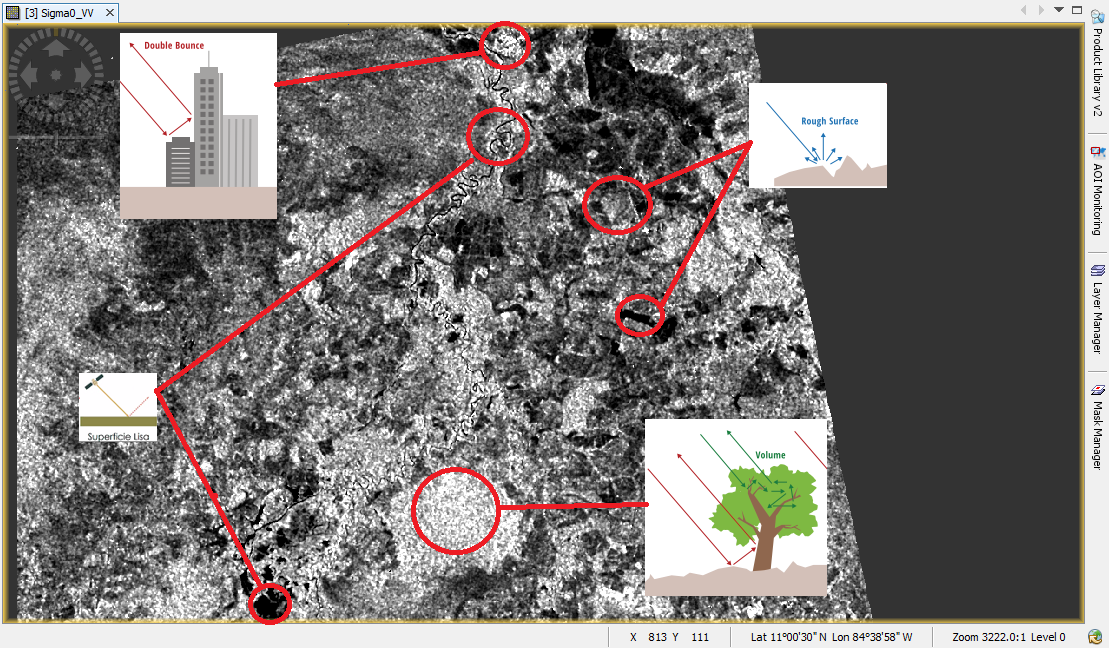 [3] Sigma0_VV
Double Bounce
Rough Surface
Superficie Lisa
Volume
Product Library v2
AOI Monitoring
Layer Manager
Mask Manager
X 813 Y 111
Lat 11°00'30" N Lon 84°38'58" W
Zoom 3222.0:1 Level 0